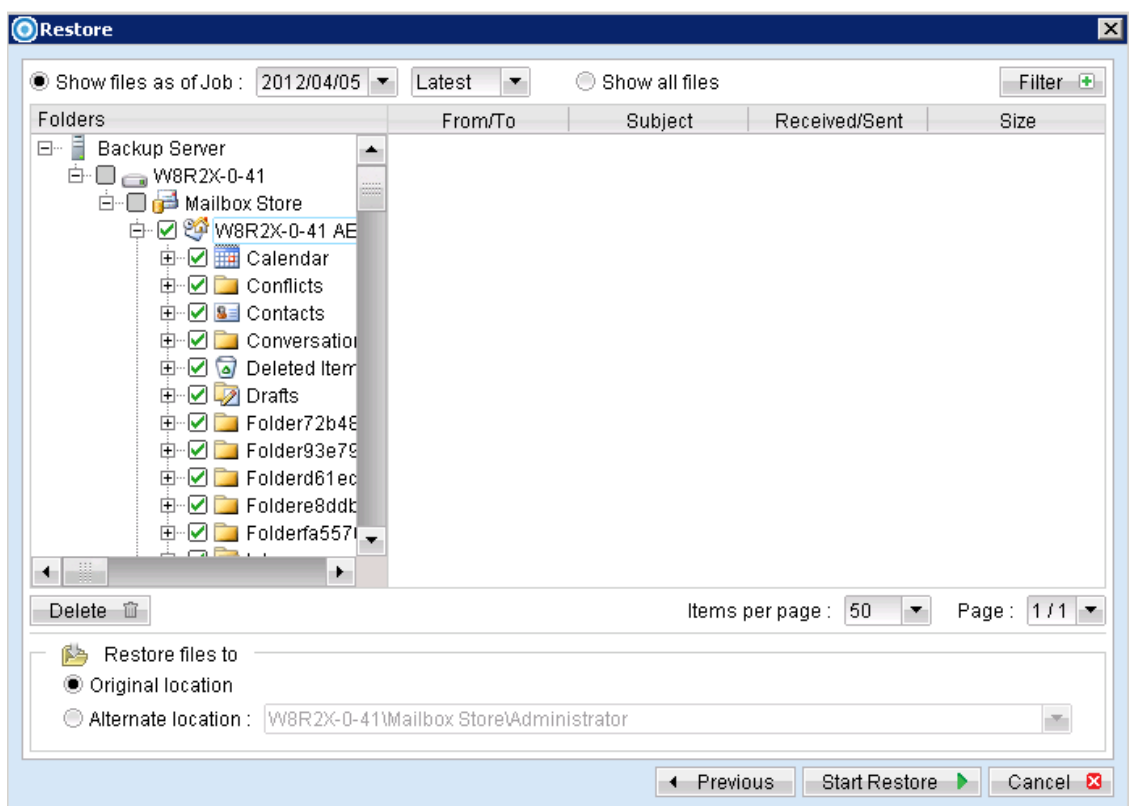 Restore
Show files as of Job : 2012/04/05 Latest Show all files Filter
Folders From/To Subject Received/Sent Size
Backup Server
W8R2X-0-41
Mailbox Store
W8R2X-0-41 AE
Calendar
Conflicts
Contacts
Conversation
Deleted Item
Drafts
Folder72b48
Folder93e79
Folderd61ec
Foldere8ddb
Delete Items per page : 50 Page : 1 / 1
Restore files to
Original location
Alternate location : W8R2X-0-41\Mailbox Store\Administrator
Previous Start Restore Cancel